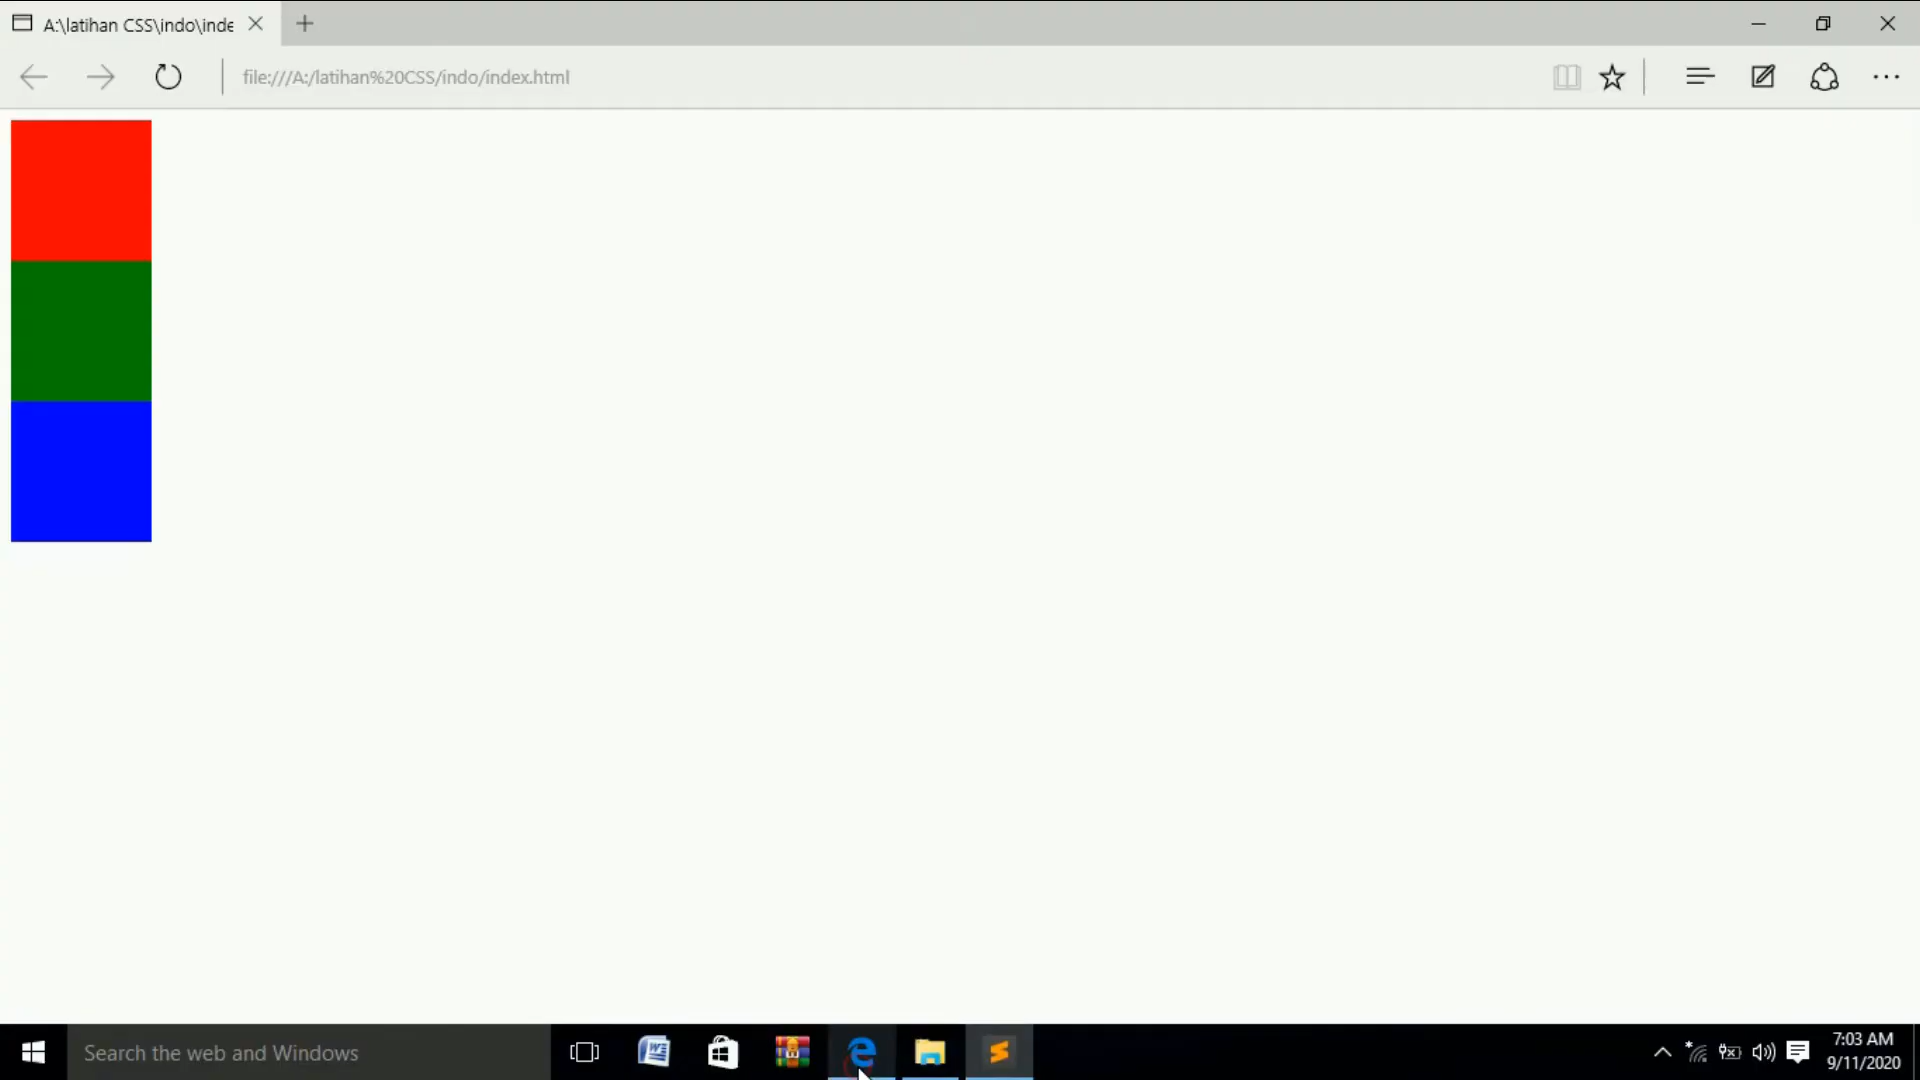 A:\latihan CSS\indo\inde
file:///A:/latihan%20CSS/indo/index.html
Search the web and Windows
7:03 AM
9/11/2020